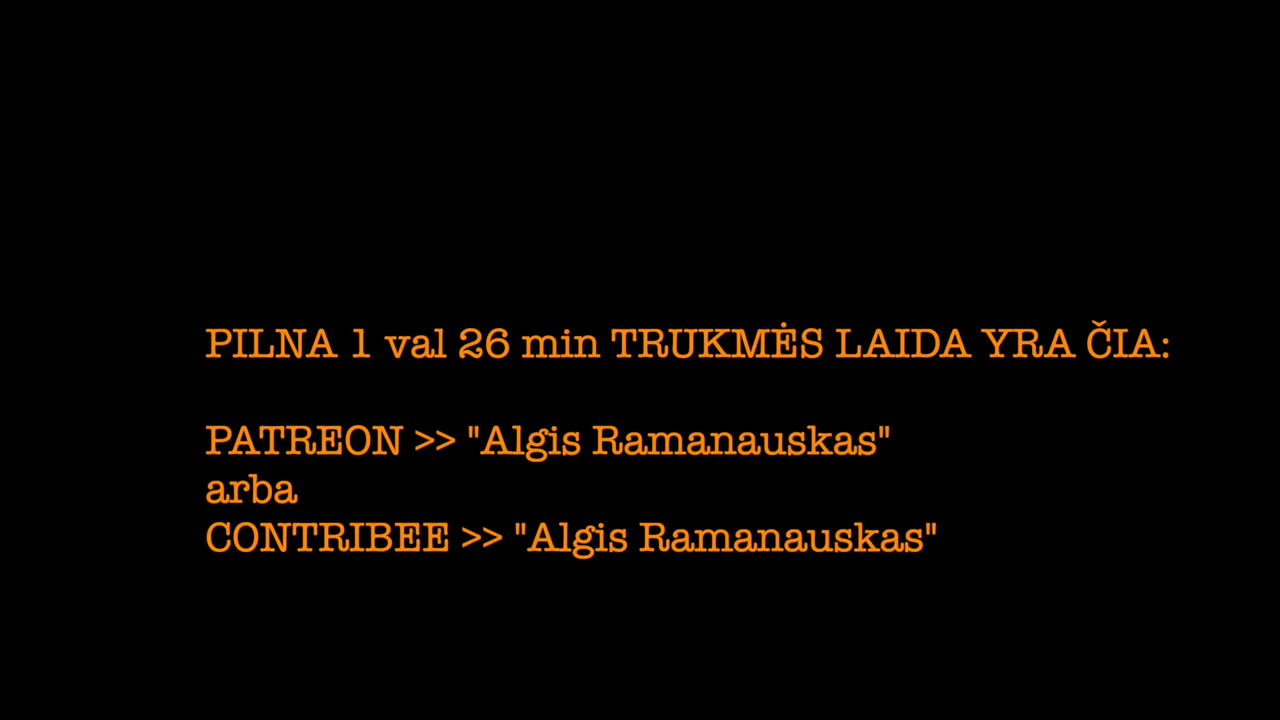 PILNA 1 val 26 min TRUKMĖS LAIDA YRA ČIA:
PATREON >> "Algis Ramanauskas"
arba
CONTRIBEE >> "Algis Ramanauskas"